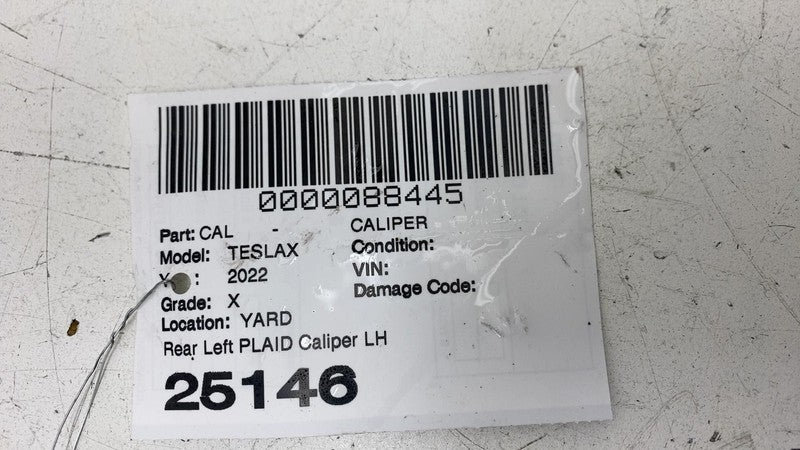 0000088445
Part: CAL - CALIPER
Model: TESLAX Condition:
Y : 2022 VIN:
Grade: X Damage Code:
Location: YARD
Rear Left PLAID Caliper LH
25146